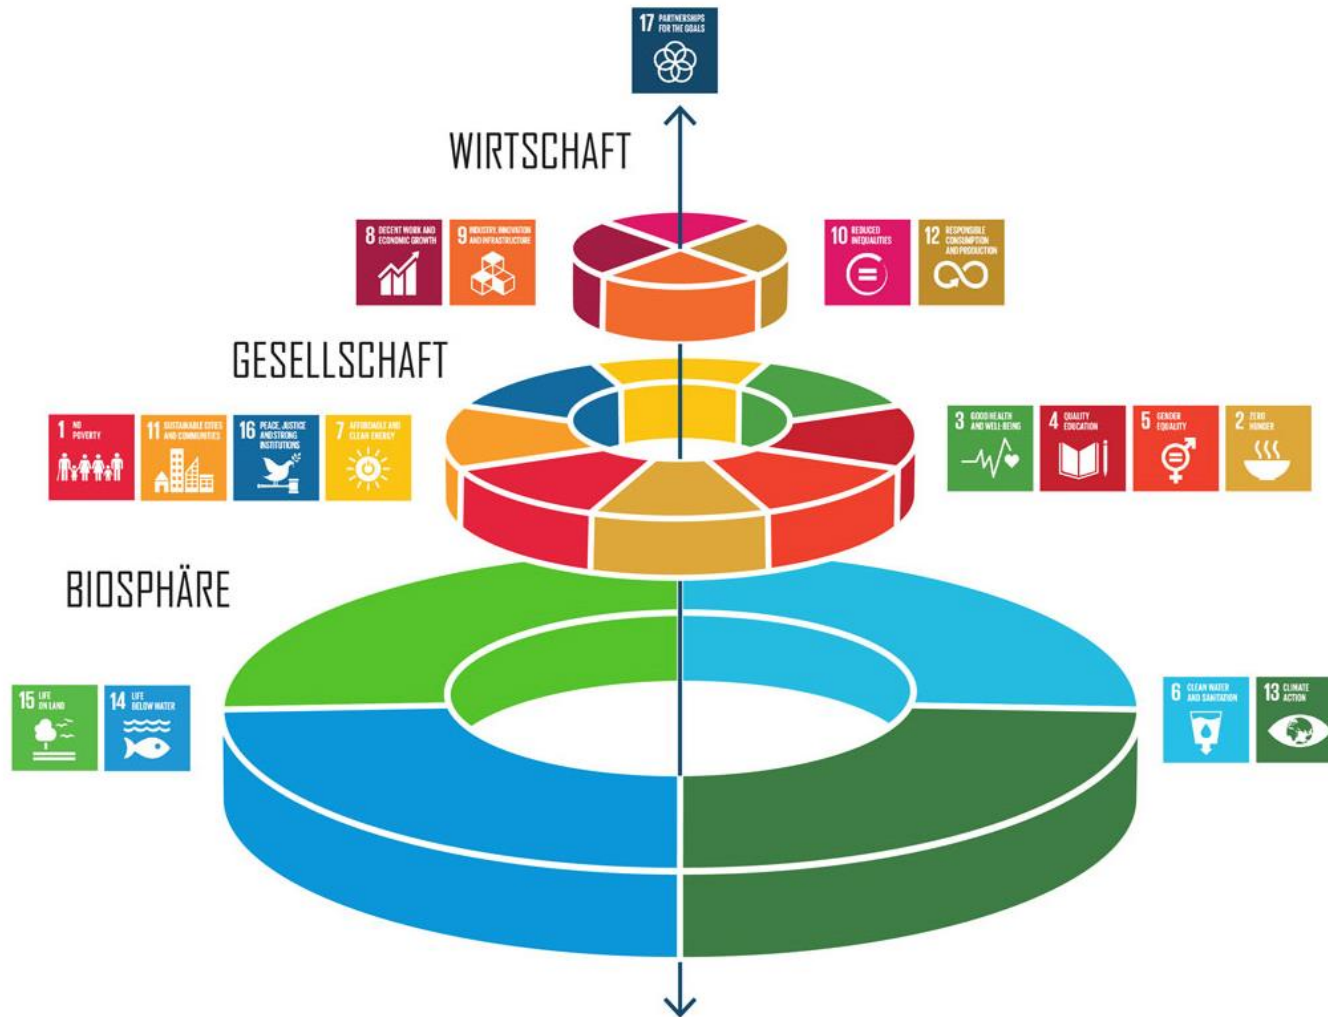 17 PARTNERSHIPS
FOR THE GOALS
WIRTSCHAFT
8 DECENT WORK AND
ECONOMIC GROWTH
9 INDUSTRY, INNOVATION
AND INFRASTRUCTURE
10 REDUCED
INEQUALITIES
12 RESPONSIBLE
CONSUMPTION
AND PRODUCTION
GESELLSCHAFT
1 NO
POVERTY
11 SUSTAINABLE CITIES
AND COMMUNITIES
16 PEACE, JUSTICE
AND STRONG
INSTITUTIONS
7 AFFORDABLE AND
CLEAN ENERGY
3 GOOD HEALTH
AND WELL-BEING
4 QUALITY
EDUCATION
5 GENDER
EQUALITY
2 ZERO
HUNGER
BIOSPHÄRE
15 LIFE
ON LAND
14 LIFE
BELOW WATER
6 CLEAN WATER
AND SANITATION
13 CLIMATE
ACTION